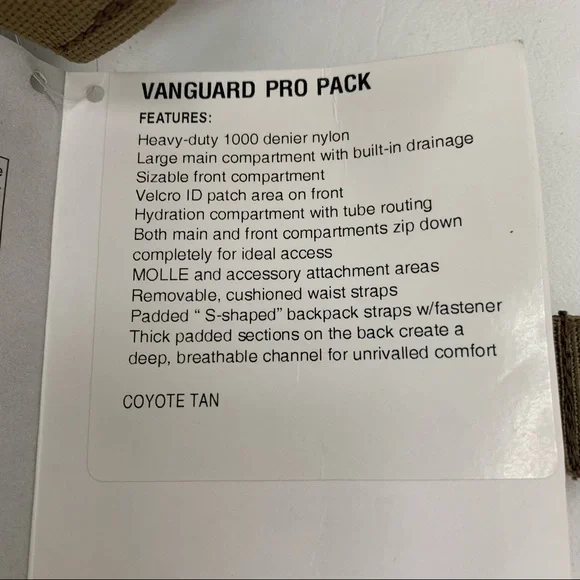 VANGUARD PRO PACK
FEATURES:
Heavy-duty 1000 denier nylon
Large main compartment with built-in drainage
Sizable front compartment
Velcro ID patch area on front
Hydration compartment with tube routing
Both main and front compartments zip down
completely for ideal access
MOLLE and accessory attachment areas
Removable, cushioned waist straps
Padded “ S-shaped” backpack straps w/fastener
Thick padded sections on the back create a
deep, breathable channel for unrivalled comfort
COYOTE TAN